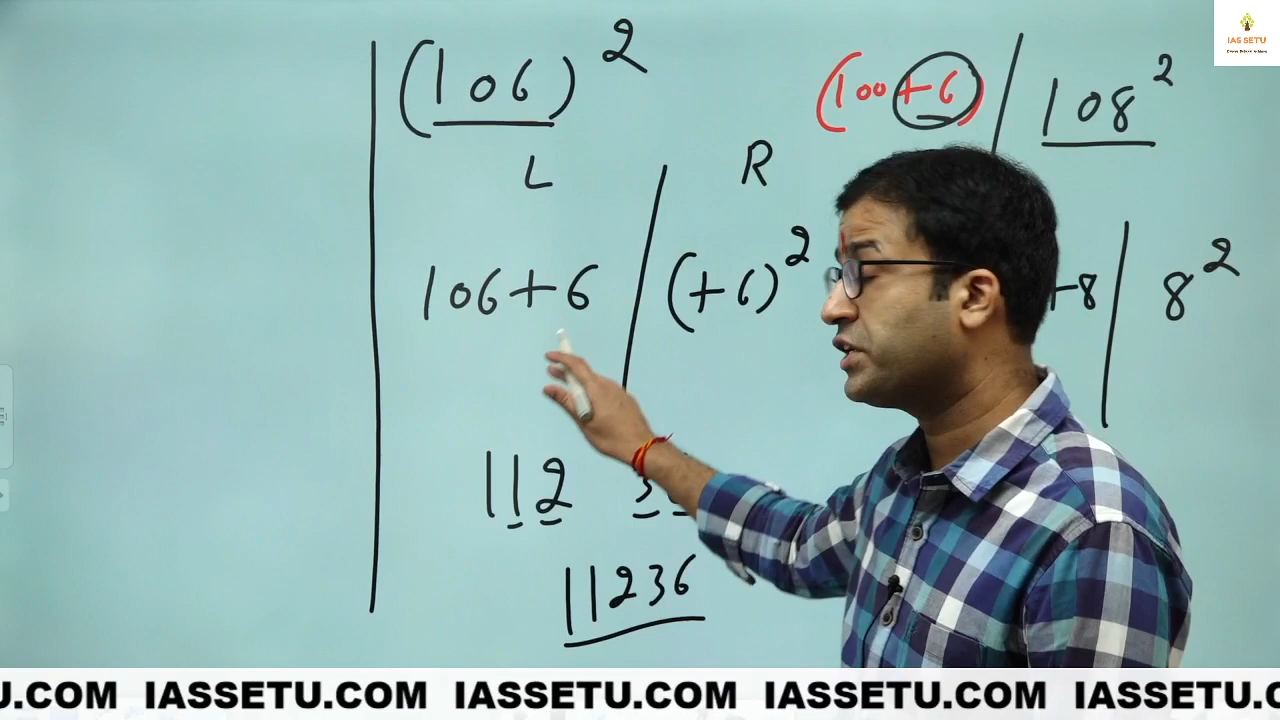 (106)²
(100+6)
108²
L
R
106+6
(+6)²
+8
8²
112
11236
IAS SETU
U.COM IASSETU.COM IASSETU.COM IASSETU.COM IASSETU.C